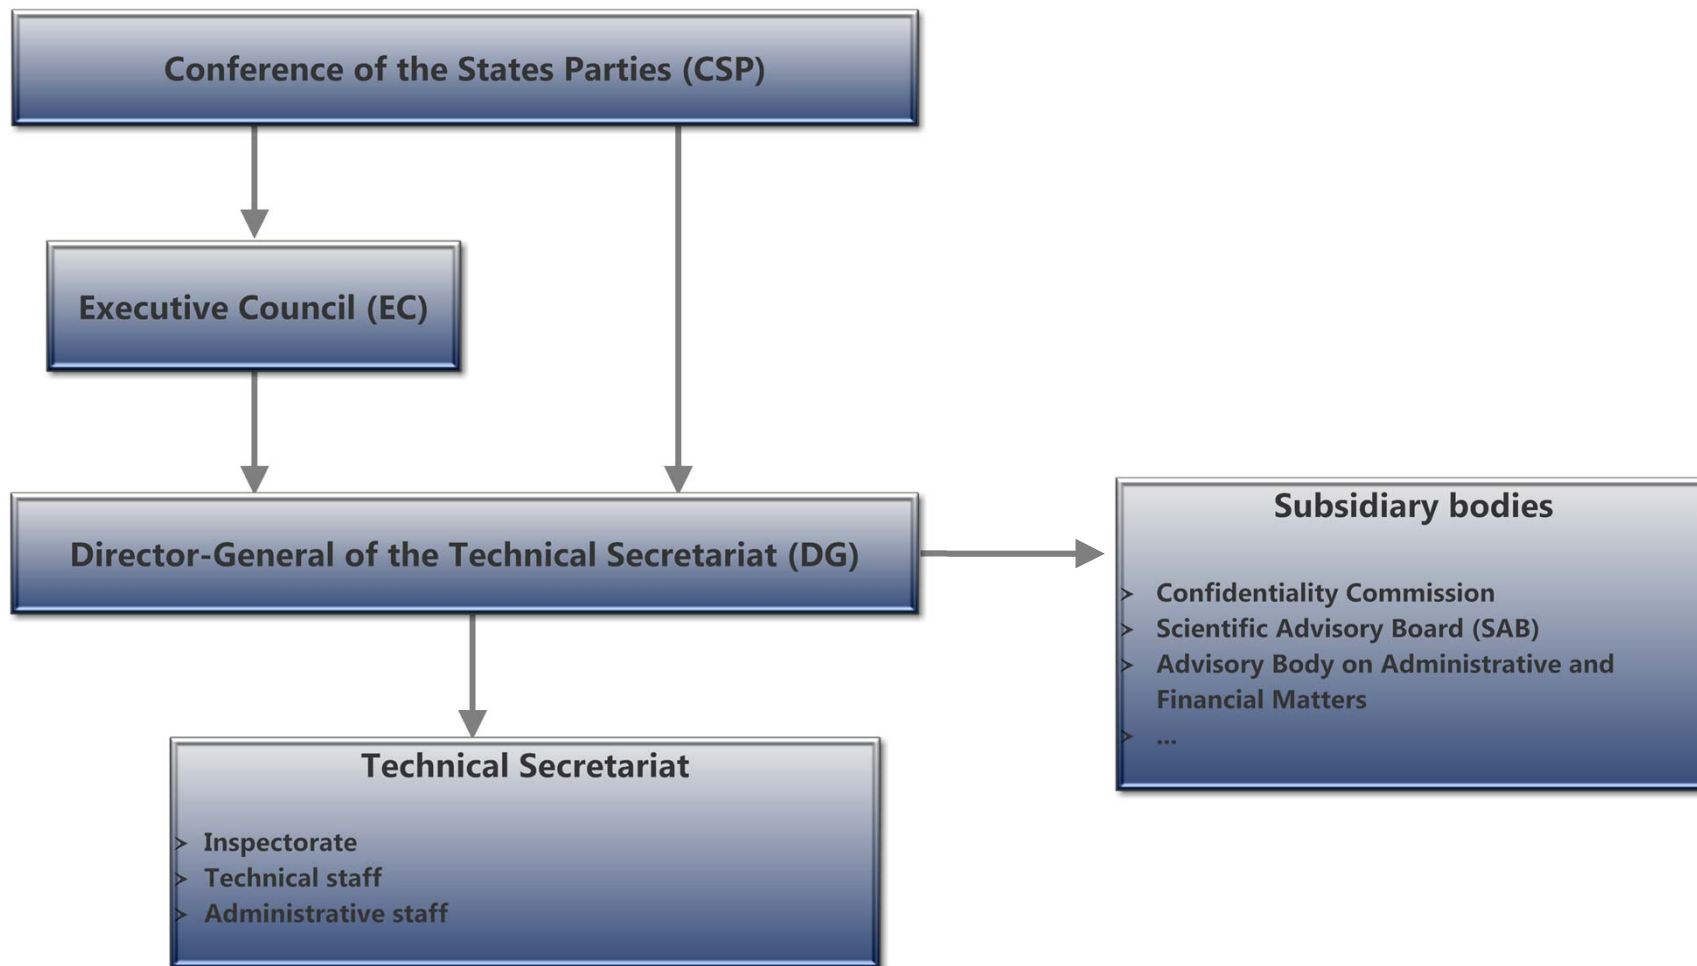 Conference of the States Parties (CSP)
Executive Council (EC)
Director-General of the Technical Secretariat (DG)
Subsidiary bodies
➢ Confidentiality Commission
➢ Scientific Advisory Board (SAB)
➢ Advisory Body on Administrative and
Financial Matters
➢ ...
Technical Secretariat
➢ Inspectorate
➢ Technical staff
➢ Administrative staff